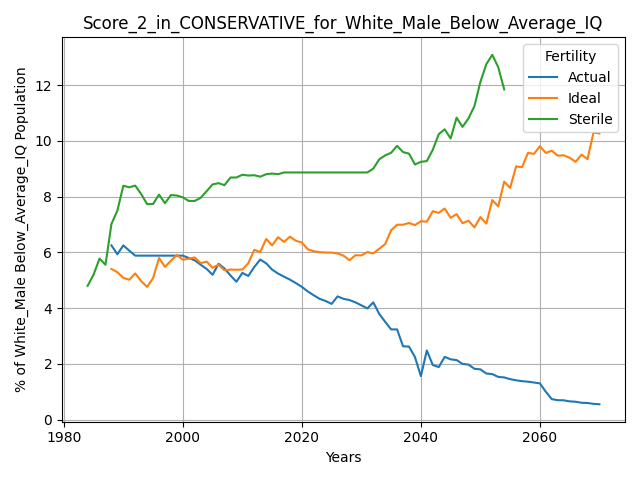 Score_2_in_CONSERVATIVE_for_White_Male_Below_Average_IQ
% of White_Male Below_Average_IQ Population
12
10
8
6
4
2
0
Fertility
Actual
Ideal
Sterile
1980
2000
2020
2040
2060
Years